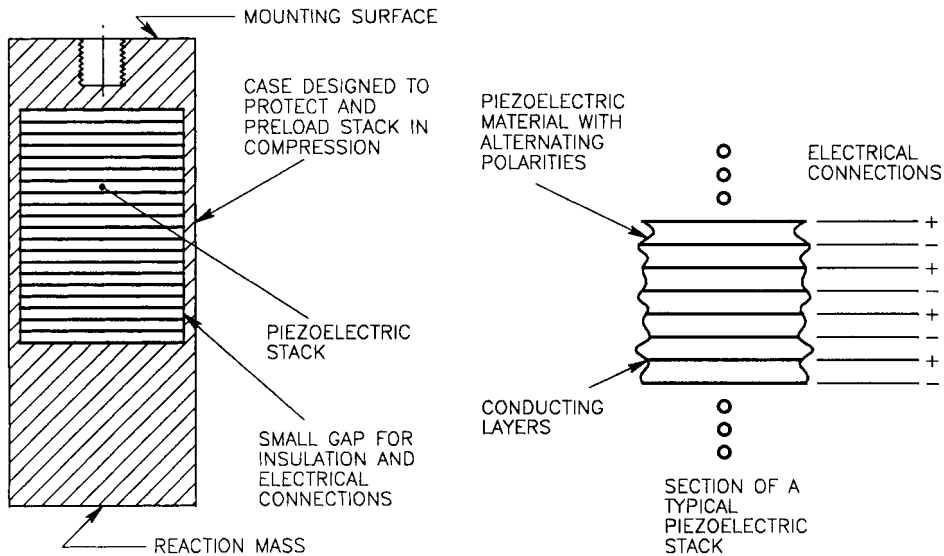 MOUNTING SURFACE
CASE DESIGNED TO
PROTECT AND
PRELOAD STACK IN
COMPRESSION
PIEZOELECTRIC
STACK
SMALL GAP FOR
INSULATION AND
ELECTRICAL
CONNECTIONS
REACTION MASS
PIEZOELECTRIC
MATERIAL WITH
ALTERNATING
POLARITIES
ELECTRICAL
CONNECTIONS
+
−
+
−
+
−
+
−
CONDUCTING
LAYERS
SECTION OF A
TYPICAL
PIEZOELECTRIC
STACK